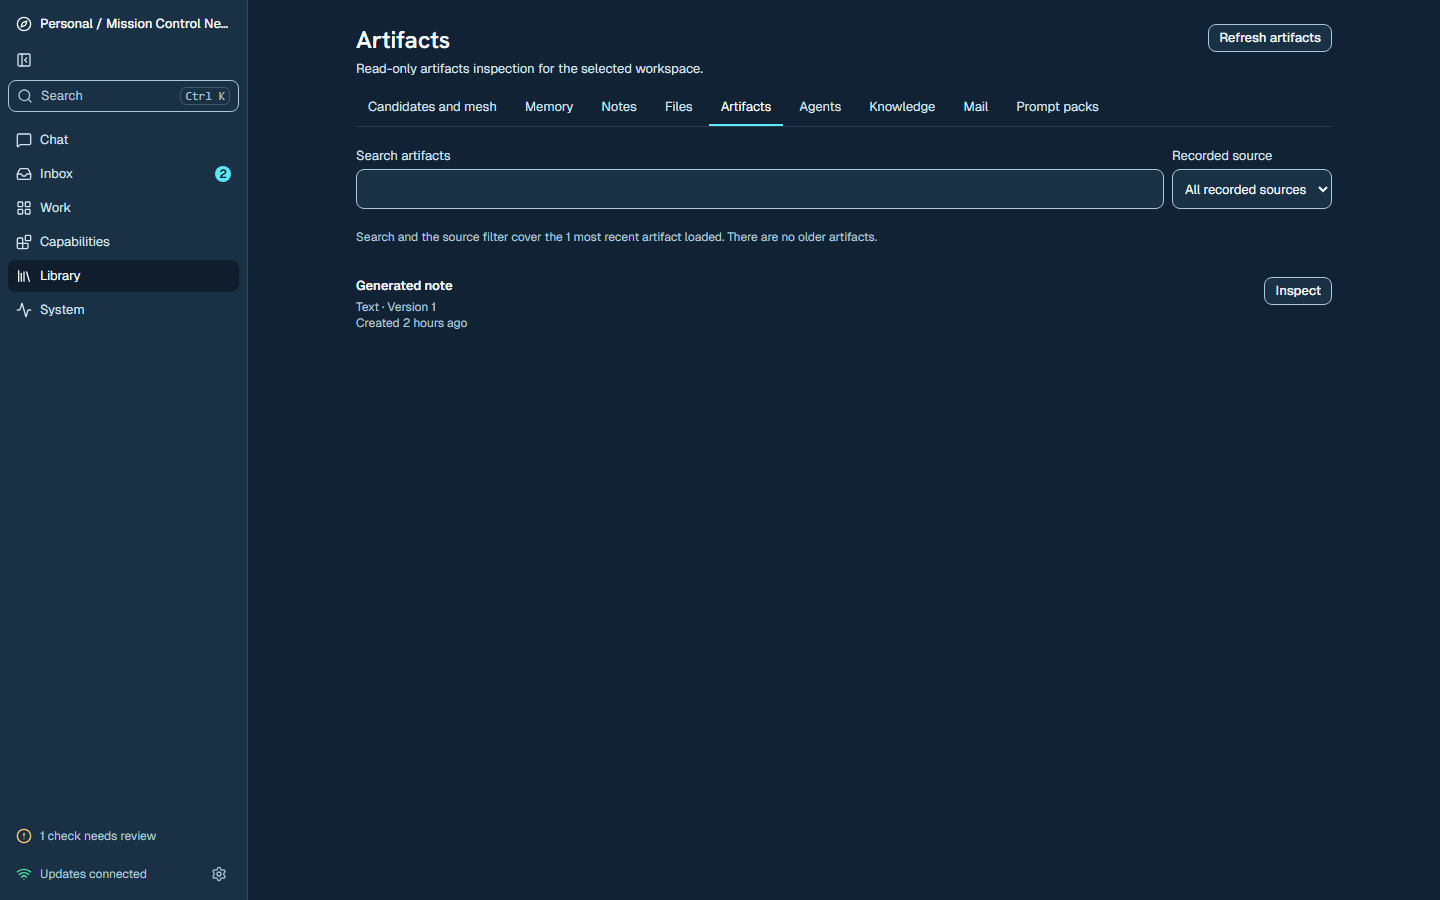 Personal / Mission Control Ne...
Search
Ctrl K
Chat
Inbox
2
Work
Capabilities
Library
System
1 check needs review
Updates connected
Artifacts
Refresh artifacts
Read-only artifacts inspection for the selected workspace.
Candidates and mesh
Memory
Notes
Files
Artifacts
Agents
Knowledge
Mail
Prompt packs
Search artifacts
Recorded source
All recorded sources
Search and the source filter cover the 1 most recent artifact loaded. There are no older artifacts.
Generated note
Inspect
Text · Version 1
Created 2 hours ago